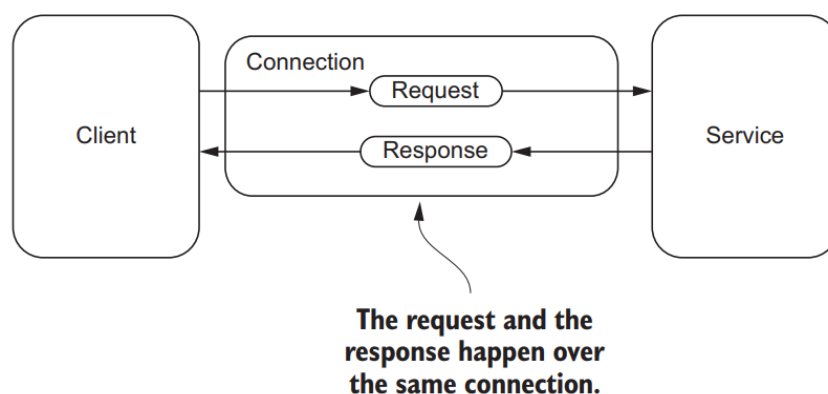 Connection
Request
Client
Response
Service
The request and the
response happen over
the same connection.